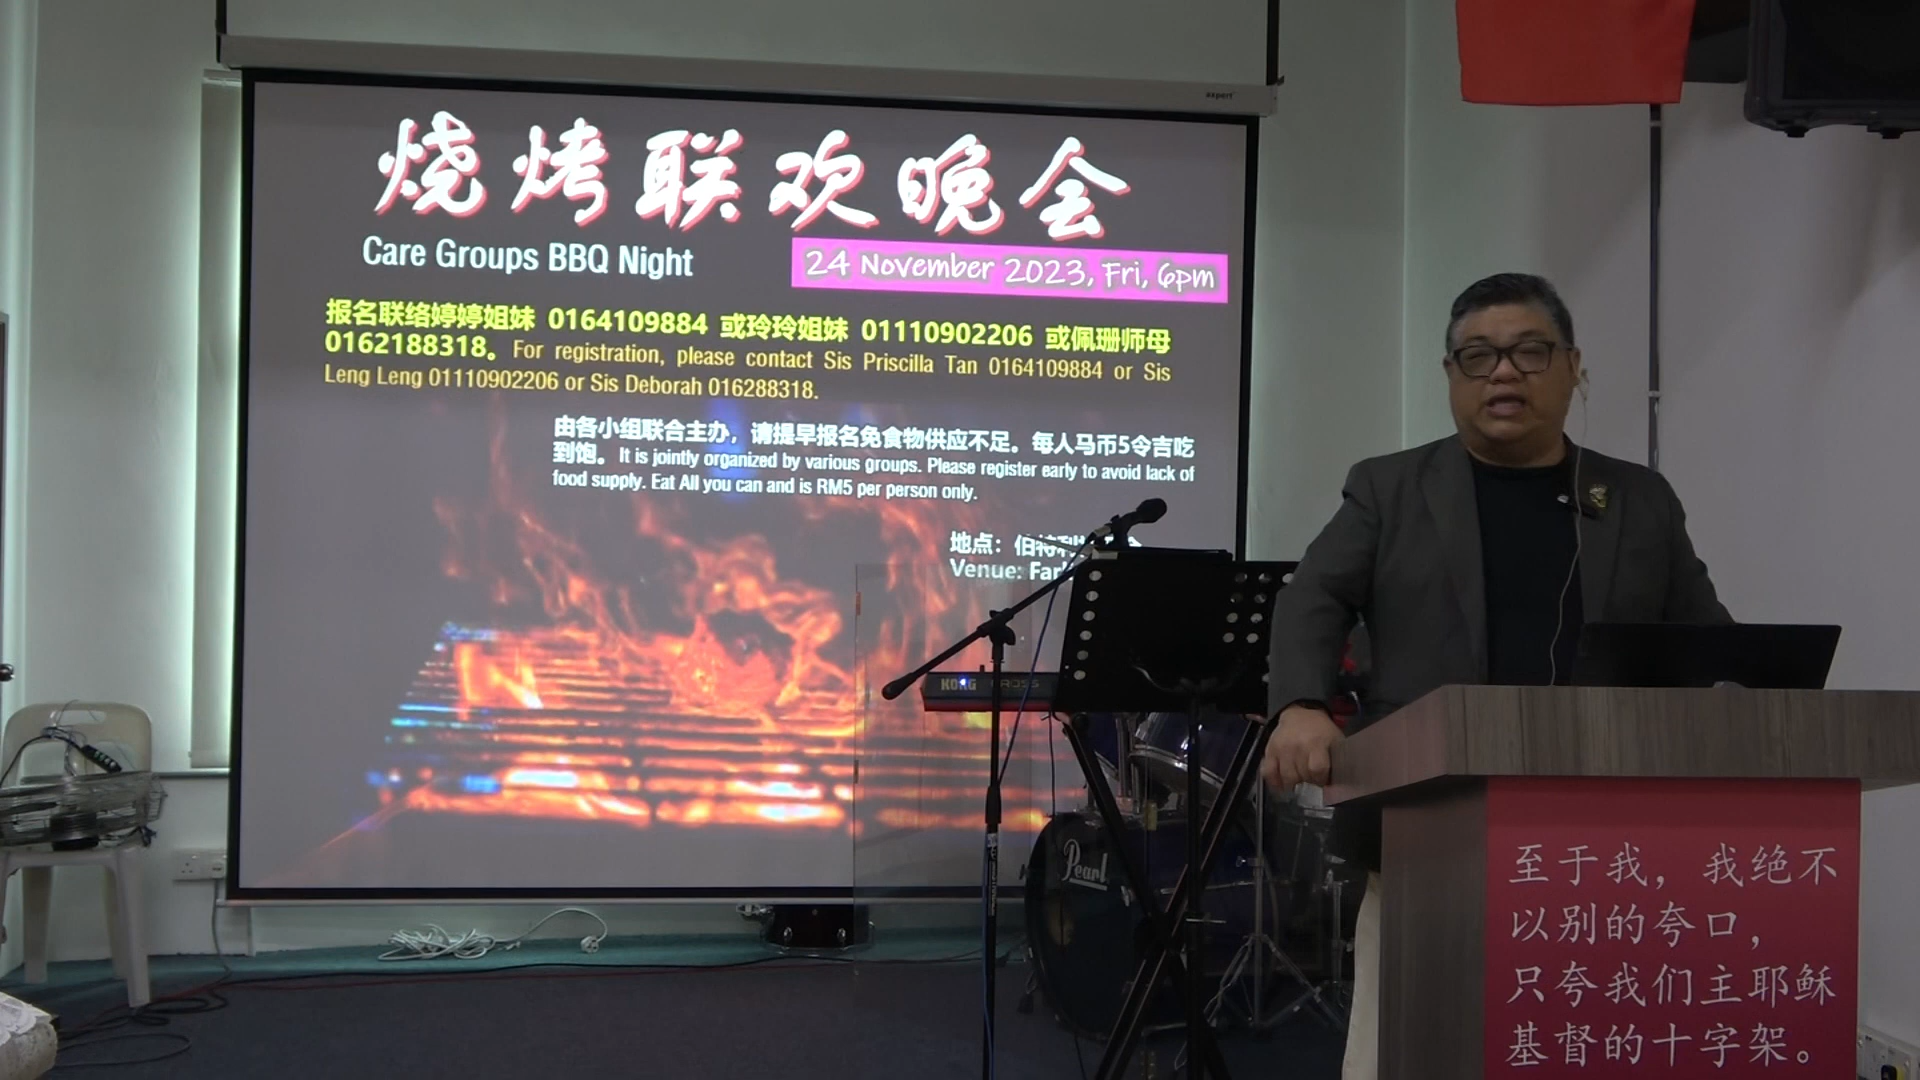 expert
烧烤联欢晚会
Care Groups BBQ Night
24 November 2023, Fri, 6pm
报名联络婷婷姐妹 0164109884 或玲玲姐妹 01110902206 或佩珊师母
0162188318。For registration, please contact Sis Priscilla Tan 0164109884 or Sis
Leng Leng 01110902206 or Sis Deborah 016288318.
由各小组联合主办，请提早报名免食物供应不足。每人马币5令吉吃
到饱。It is jointly organized by various groups. Please register early to avoid lack of
food supply. Eat All you can and is RM5 per person only.
地点：伯特利
Venue:
KORG KROSS
Pearl
至于我，我绝不
以别的夸口，
只夸我们主耶稣
基督的十字架。